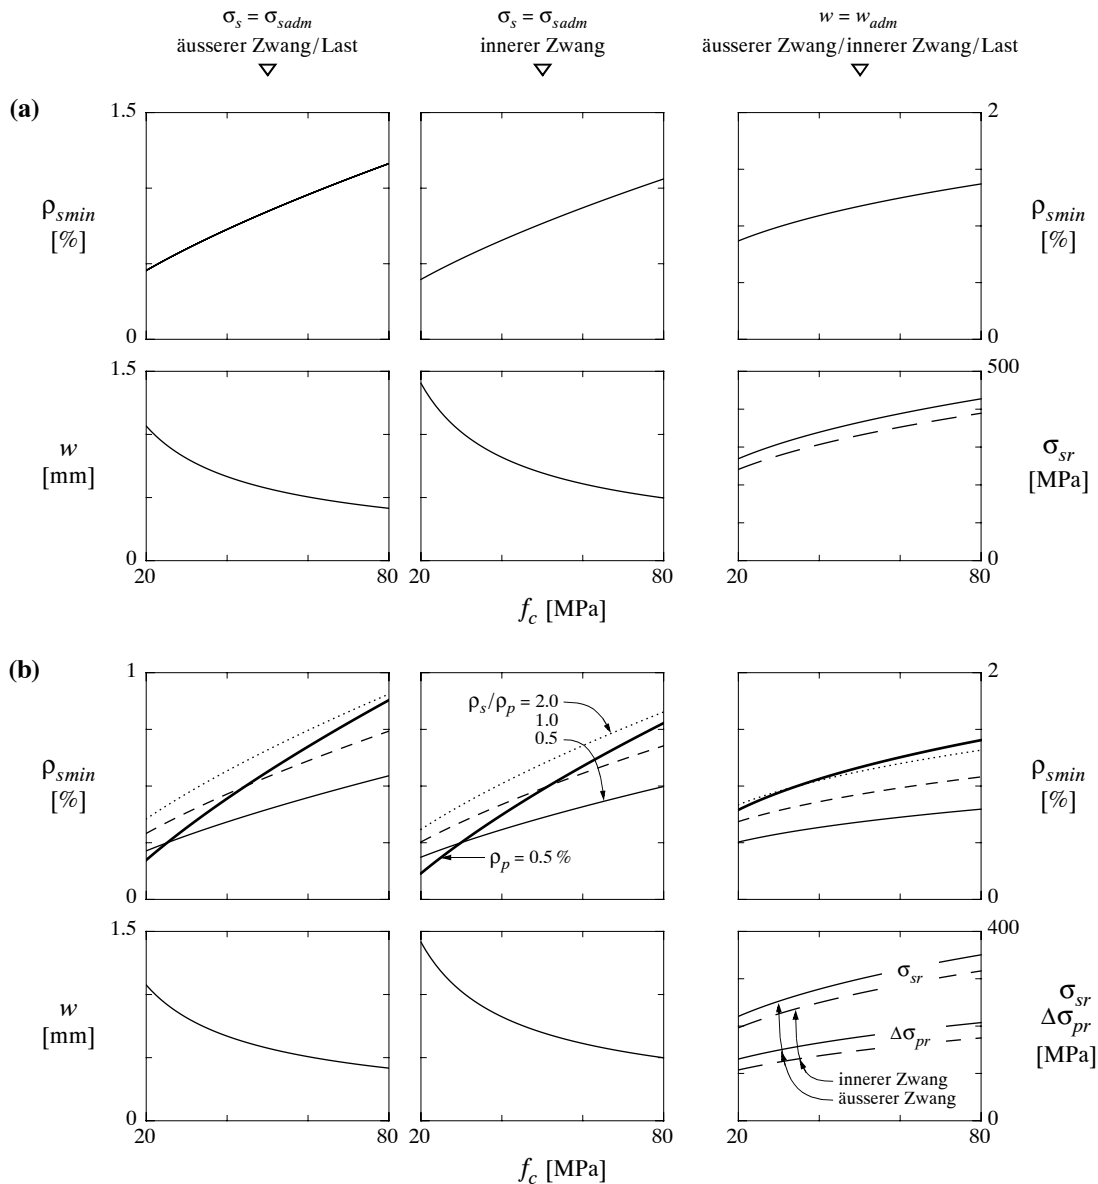 σs = σsadm
äusserer Zwang/Last
σs = σsadm
innerer Zwang
w = wadm
äusserer Zwang/innerer Zwang/Last
(a)
1.5
ρsmin
[%]
0
2
ρsmin
[%]
0
1.5
w
[mm]
0
20
80
20
80
fc [MPa]
500
σsr
[MPa]
0
20
80
(b)
1
ρsmin
[%]
0
ρs/ρp = 2.0
1.0
0.5
ρp = 0.5 %
2
ρsmin
[%]
0
1.5
w
[mm]
0
20
80
20
80
fc [MPa]
400
σsr
Δσpr
innerer Zwang
äusserer Zwang
σsr
Δσpr
[MPa]
0
20
80